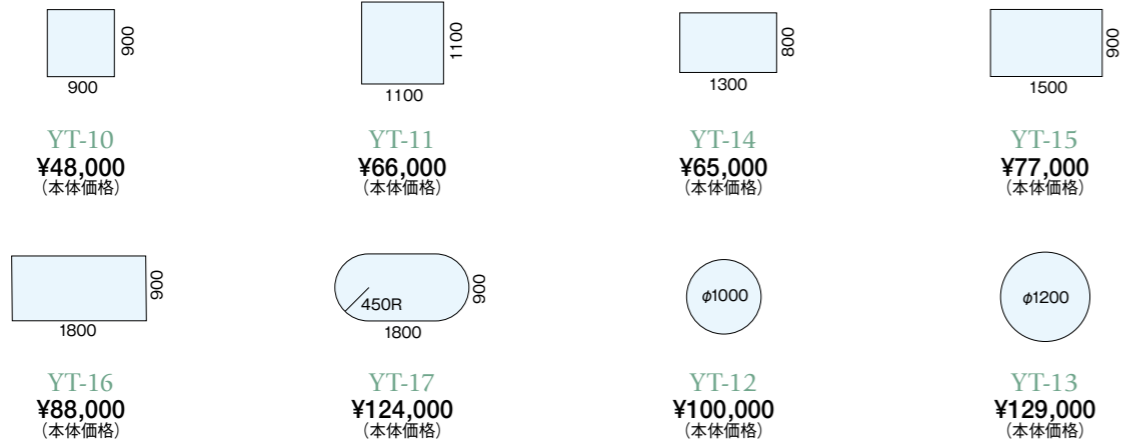 900
900
YT-10
¥48,000
（本体価格）
1100
1100
YT-11
¥66,000
（本体価格）
800
1300
YT-14
¥65,000
（本体価格）
900
1500
YT-15
¥77,000
（本体価格）
900
1800
YT-16
¥88,000
（本体価格）
900
450R
1800
YT-17
¥124,000
（本体価格）
φ1000
YT-12
¥100,000
（本体価格）
φ1200
YT-13
¥129,000
（本体価格）